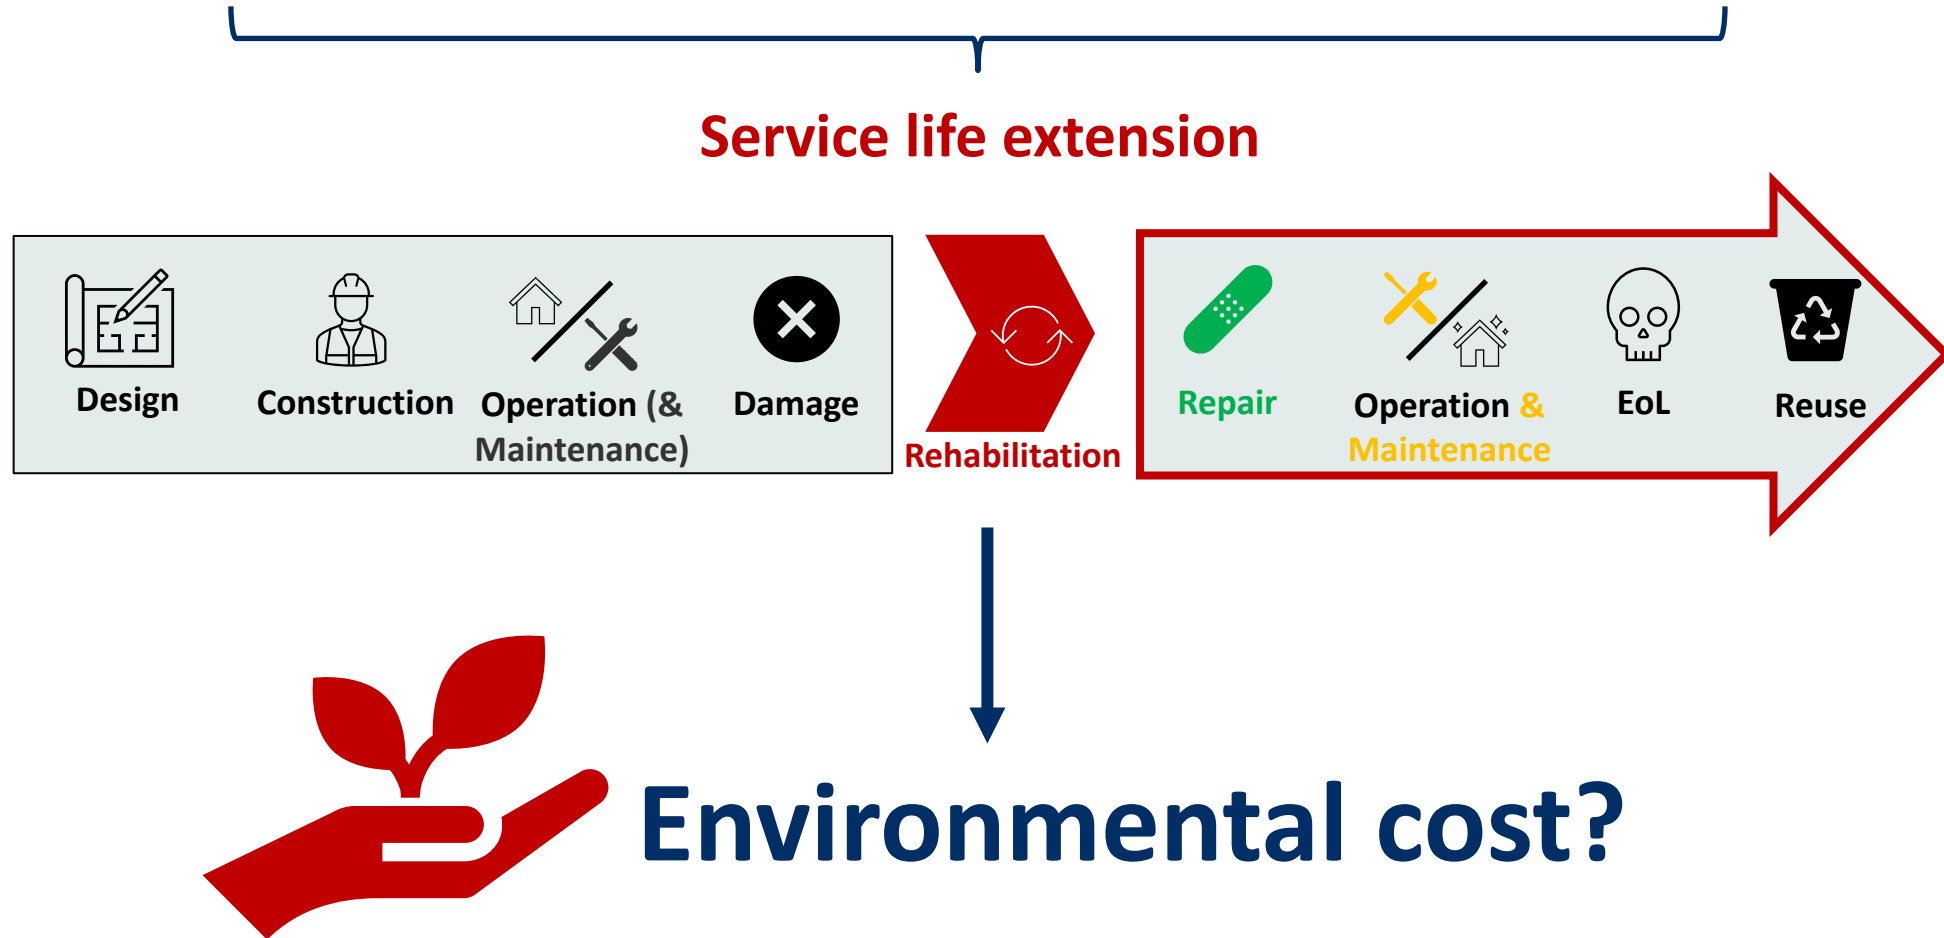 Service life extension
Design
Construction
Operation (&
Maintenance)
Damage
Rehabilitation
Repair
Operation &
Maintenance
EoL
Reuse
Environmental cost?